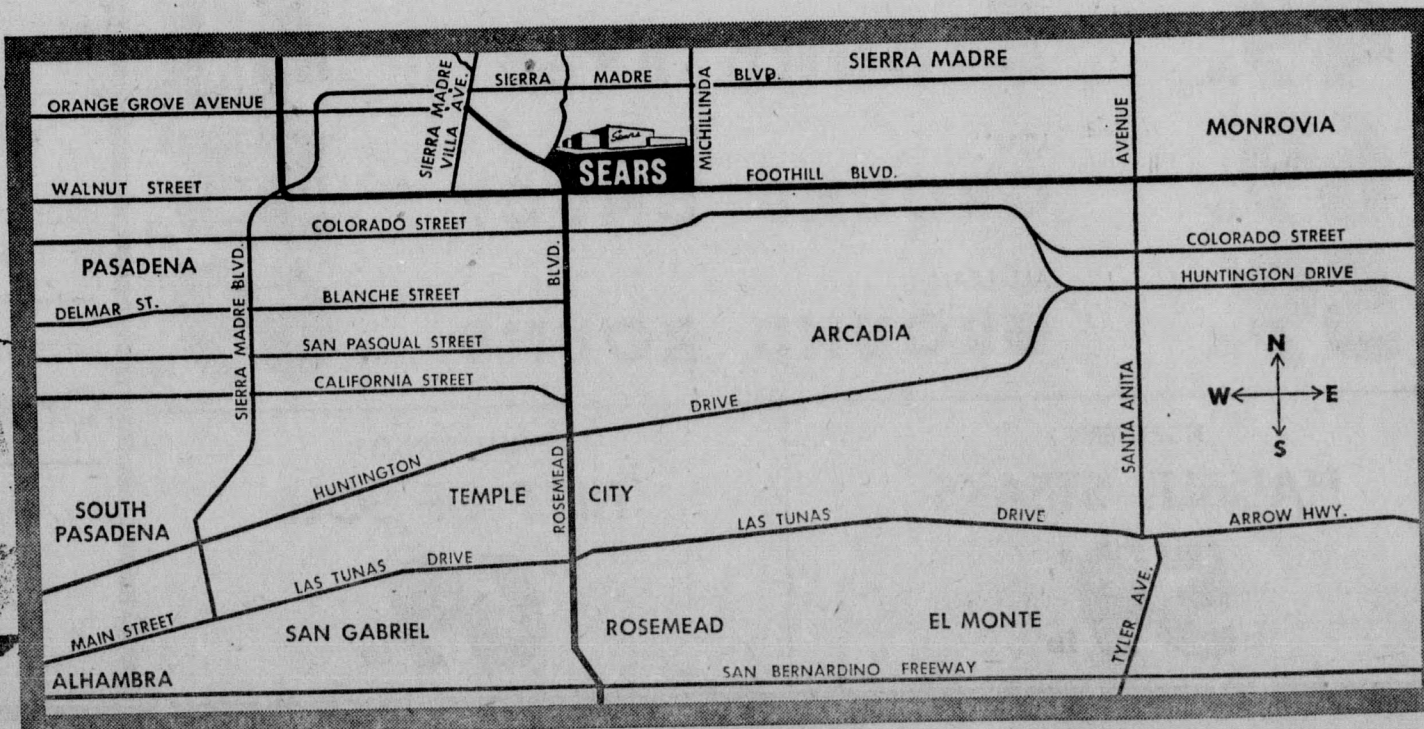 SIERRA MADRE
ORANGE GROVE AVENUE
SIERRA MADRE BLVD.
SIERRA MADRE
VILLA AVE.
MICHILLINDA
AVENUE
MONROVIA
Sears
SEARS
WALNUT STREET
FOOTHILL BLVD.
COLORADO STREET
COLORADO STREET
PASADENA
SIERRA MADRE BLVD.
BLVD.
HUNTINGTON DRIVE
DELMAR ST.
BLANCHE STREET
ARCADIA
SAN PASQUAL STREET
CALIFORNIA STREET
N
W E
S
DRIVE
SANTA ANITA
HUNTINGTON
ROSEMEAD
TEMPLE CITY
SOUTH
PASADENA
LAS TUNAS DRIVE
ARROW HWY.
LAS TUNAS DRIVE
TYLER AVE.
MAIN STREET
SAN GABRIEL
ROSEMEAD
EL MONTE
ALHAMBRA
SAN BERNARDINO FREEWAY